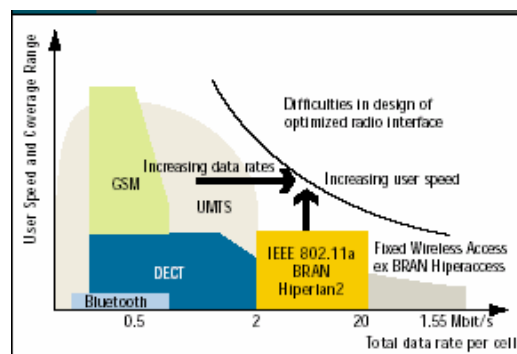 User Speed and Coverage Range
Difficulties in design of
optimized radio interface
Increasing data rates
Increasing user speed
GSM
UMTS
DECT
Bluetooth
IEEE 802.11a
BRAN
Hiperlan2
Fixed Wireless Access
ex BRAN Hiperaccess
0.5
2
20
1.55 Mbit/s
Total data rate per cell